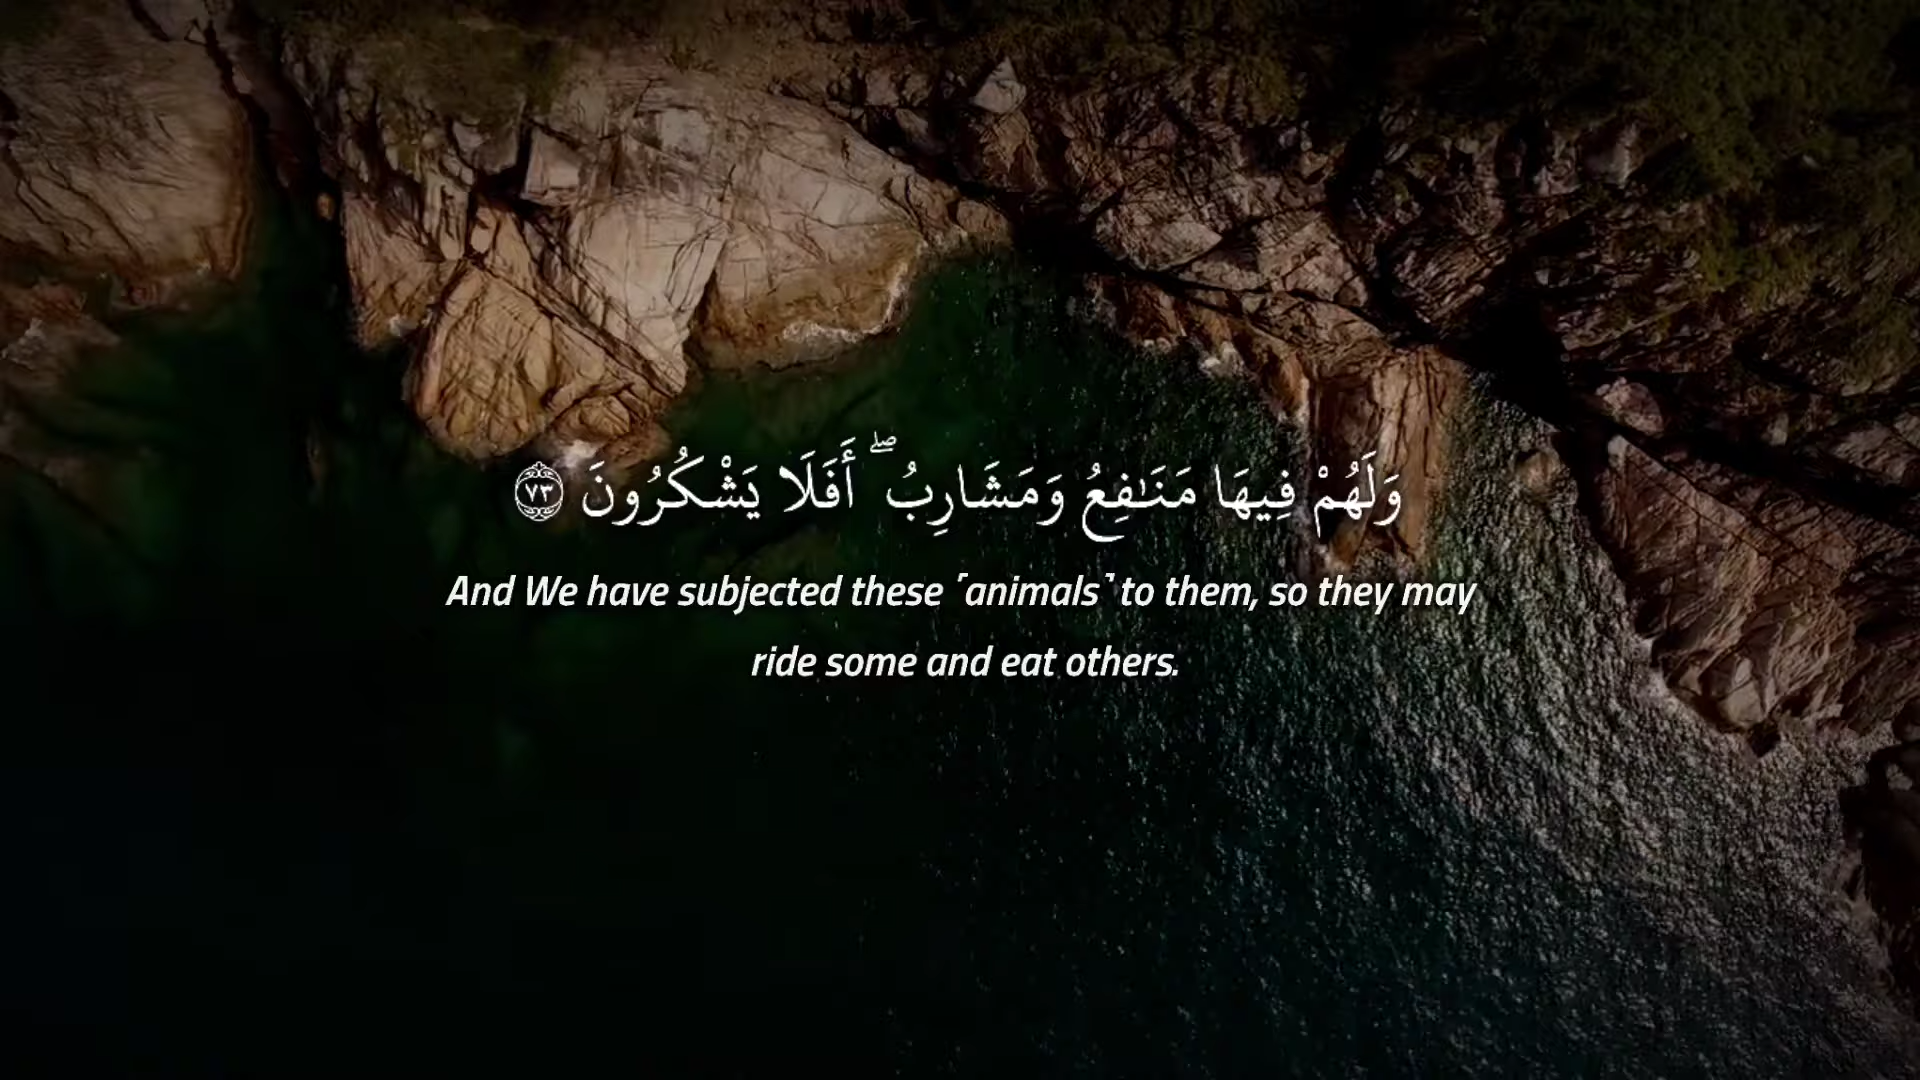 وَلَهُمْ فِيهَا مَنَـٰفِعُ وَمَشَارِبُ ۖ أَفَلَا يَشْكُرُونَ ٧٣
And We have subjected these ˹animals˺ to them, so they may
ride some and eat others.